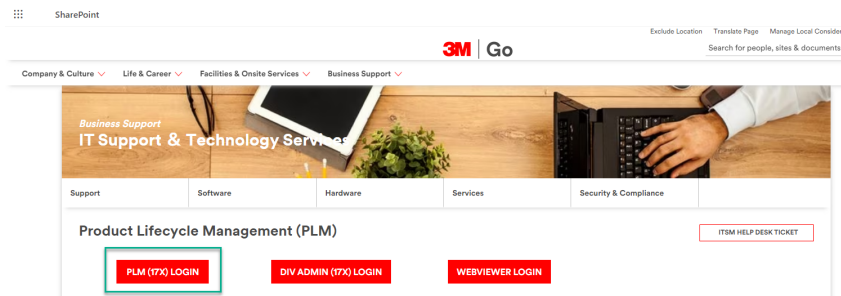 SharePoint
Exclude Location Translate Page Manage Local Consider
3M Go
Search for people, sites & documents
Company & Culture Life & Career Facilities & Onsite Services Business Support
Business Support
IT Support & Technology Services
Support Software Hardware Services Security & Compliance
Product Lifecycle Management (PLM)
ITSM HELP DESK TICKET
PLM (17X) LOGIN DIV ADMIN (17X) LOGIN WEBVIEWER LOGIN